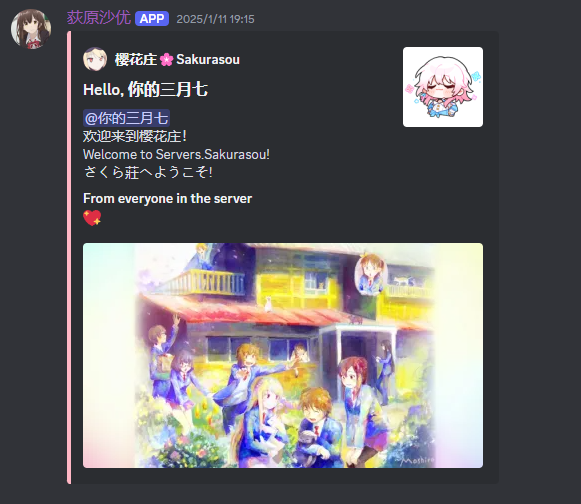 荻原沙优 APP 2025/1/11 19:15
樱花庄🌸Sakurasou
Hello, 你的三月七
@你的三月七
欢迎来到樱花庄！
Welcome to Servers.Sakurasou!
さくら莊へようこそ!
From everyone in the server
💖
Mashiro